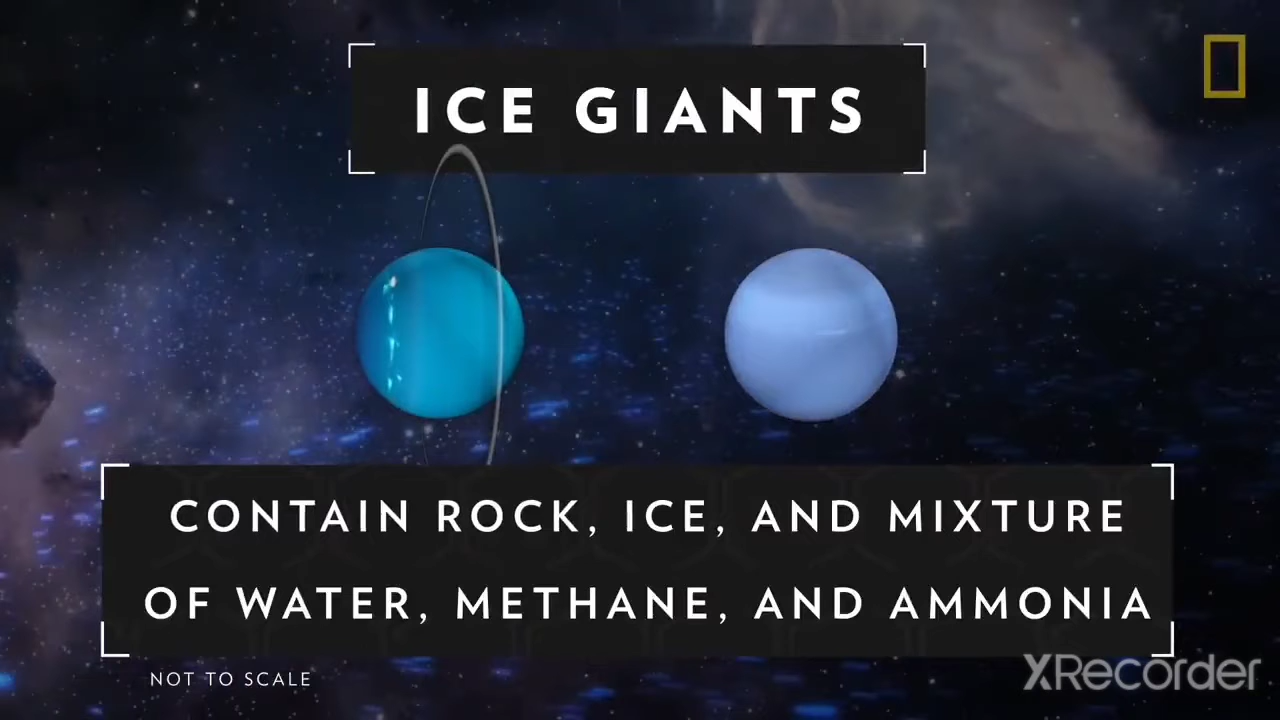 ICE GIANTS
CONTAIN ROCK, ICE, AND MIXTURE
OF WATER, METHANE, AND AMMONIA
NOT TO SCALE
XRecorder